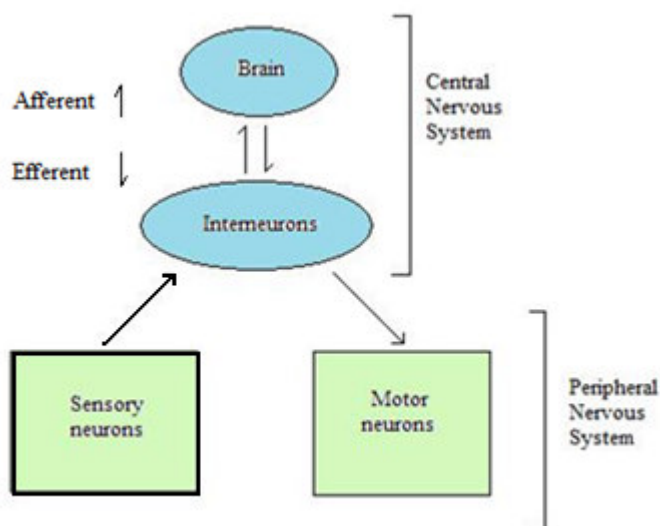 Brain
Central
Nervous
System
Afferent
Efferent
Interneurons
Sensory
neurons
Motor
neurons
Peripheral
Nervous
System